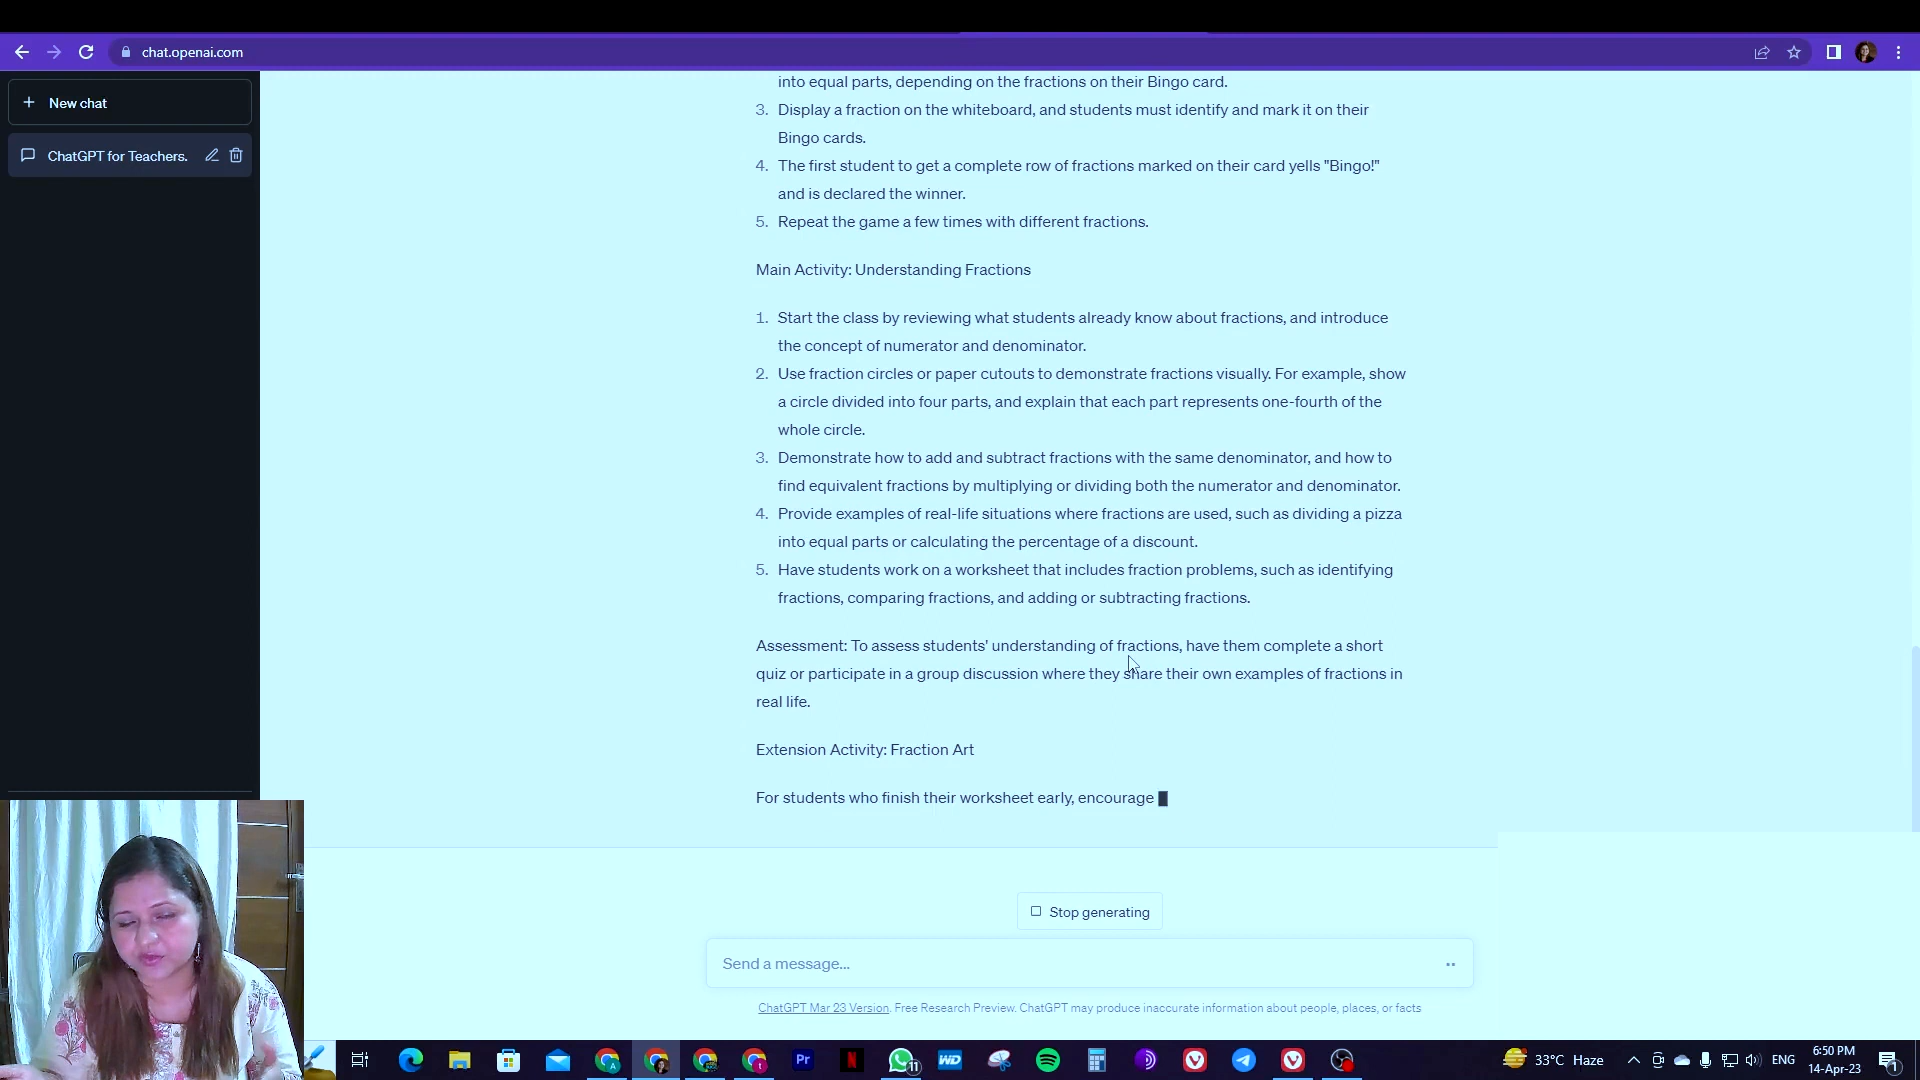 chat.openai.com
New chat
ChatGPT for Teachers.
into equal parts, depending on the fractions on their Bingo card.
3. Display a fraction on the whiteboard, and students must identify and mark it on their
Bingo cards.
4. The first student to get a complete row of fractions marked on their card yells "Bingo!"
and is declared the winner.
5. Repeat the game a few times with different fractions.
Main Activity: Understanding Fractions
1. Start the class by reviewing what students already know about fractions, and introduce
the concept of numerator and denominator.
2. Use fraction circles or paper cutouts to demonstrate fractions visually. For example, show
a circle divided into four parts, and explain that each part represents one-fourth of the
whole circle.
3. Demonstrate how to add and subtract fractions with the same denominator, and how to
find equivalent fractions by multiplying or dividing both the numerator and denominator.
4. Provide examples of real-life situations where fractions are used, such as dividing a pizza
into equal parts or calculating the percentage of a discount.
5. Have students work on a worksheet that includes fraction problems, such as identifying
fractions, comparing fractions, and adding or subtracting fractions.
Assessment: To assess students' understanding of fractions, have them complete a short
quiz or participate in a group discussion where they share their own examples of fractions in
real life.
Extension Activity: Fraction Art
For students who finish their worksheet early, encourage
Stop generating
Send a message...
ChatGPT Mar 23 Version. Free Research Preview. ChatGPT may produce inaccurate information about people, places, or facts
Pr
N
11
WD
33°C Haze
ENG
6:50 PM
14-Apr-23
1